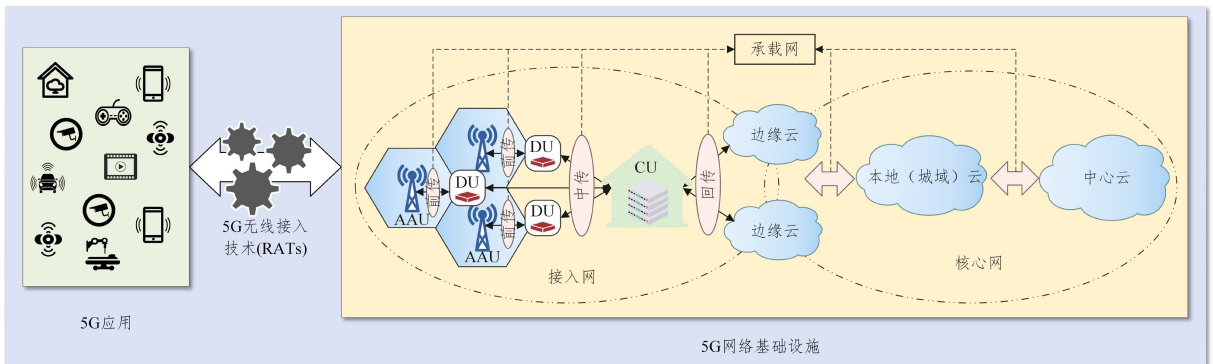 承载网
边缘云
DU
前传
CU
DU
前传
中传
回传
本地（城域）云
中心云
AAU
DU
前传
边缘云
AAU
5G无线接入
技术(RATs)
接入网
核心网
5G应用
5G网络基础设施